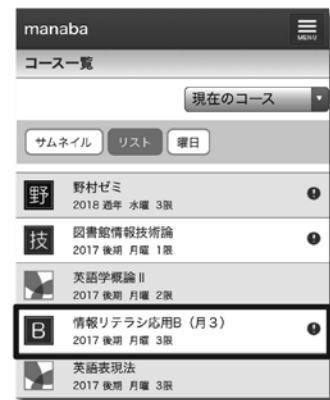 manaba
MENU
コース一覧
現在のコース
サムネイル リスト 曜日
野 野村ゼミ
2018 通年 水曜 3限
技 図書館情報技術論
2017 後期 月曜 1限
英語学概論Ⅱ
2017 後期 月曜 2限
B 情報リテラシ応用B（月3）
2017 後期 月曜 3限
英語表現法
2017 後期 月曜 3限